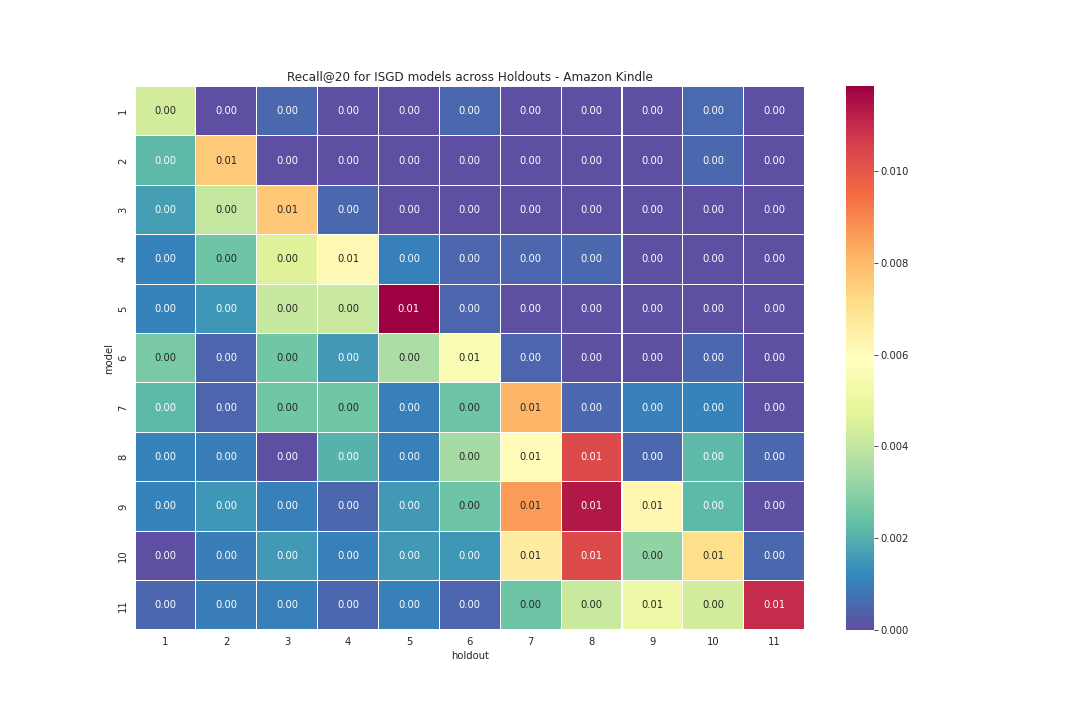 Recall@20 for ISGD models across Holdouts - Amazon Kindle
model
1 0.00 0.00 0.00 0.00 0.00 0.00 0.00 0.00 0.00 0.00 0.00
2 0.00 0.01 0.00 0.00 0.00 0.00 0.00 0.00 0.00 0.00 0.00
3 0.00 0.00 0.01 0.00 0.00 0.00 0.00 0.00 0.00 0.00 0.00
4 0.00 0.00 0.00 0.01 0.00 0.00 0.00 0.00 0.00 0.00 0.00
5 0.00 0.00 0.00 0.00 0.01 0.00 0.00 0.00 0.00 0.00 0.00
6 0.00 0.00 0.00 0.00 0.00 0.01 0.00 0.00 0.00 0.00 0.00
7 0.00 0.00 0.00 0.00 0.00 0.00 0.01 0.00 0.00 0.00 0.00
8 0.00 0.00 0.00 0.00 0.00 0.00 0.01 0.01 0.00 0.00 0.00
9 0.00 0.00 0.00 0.00 0.00 0.00 0.01 0.01 0.01 0.00 0.00
10 0.00 0.00 0.00 0.00 0.00 0.00 0.01 0.01 0.00 0.01 0.00
11 0.00 0.00 0.00 0.00 0.00 0.00 0.00 0.00 0.01 0.00 0.01
1 2 3 4 5 6 7 8 9 10 11
holdout
0.010
0.008
0.006
0.004
0.002
0.000